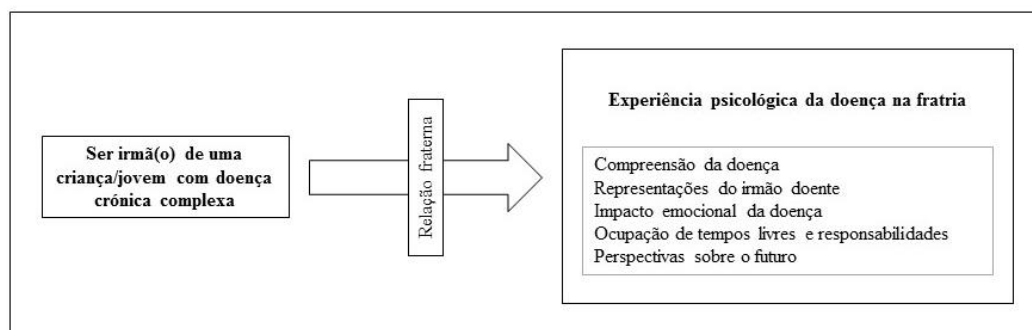 Ser irmã(o) de uma
criança/jovem com doença
crónica complexa
Relação fraterna
Experiência psicológica da doença na fratria
Compreensão da doença
Representações do irmão doente
Impacto emocional da doença
Ocupação de tempos livres e responsabilidades
Perspectivas sobre o futuro